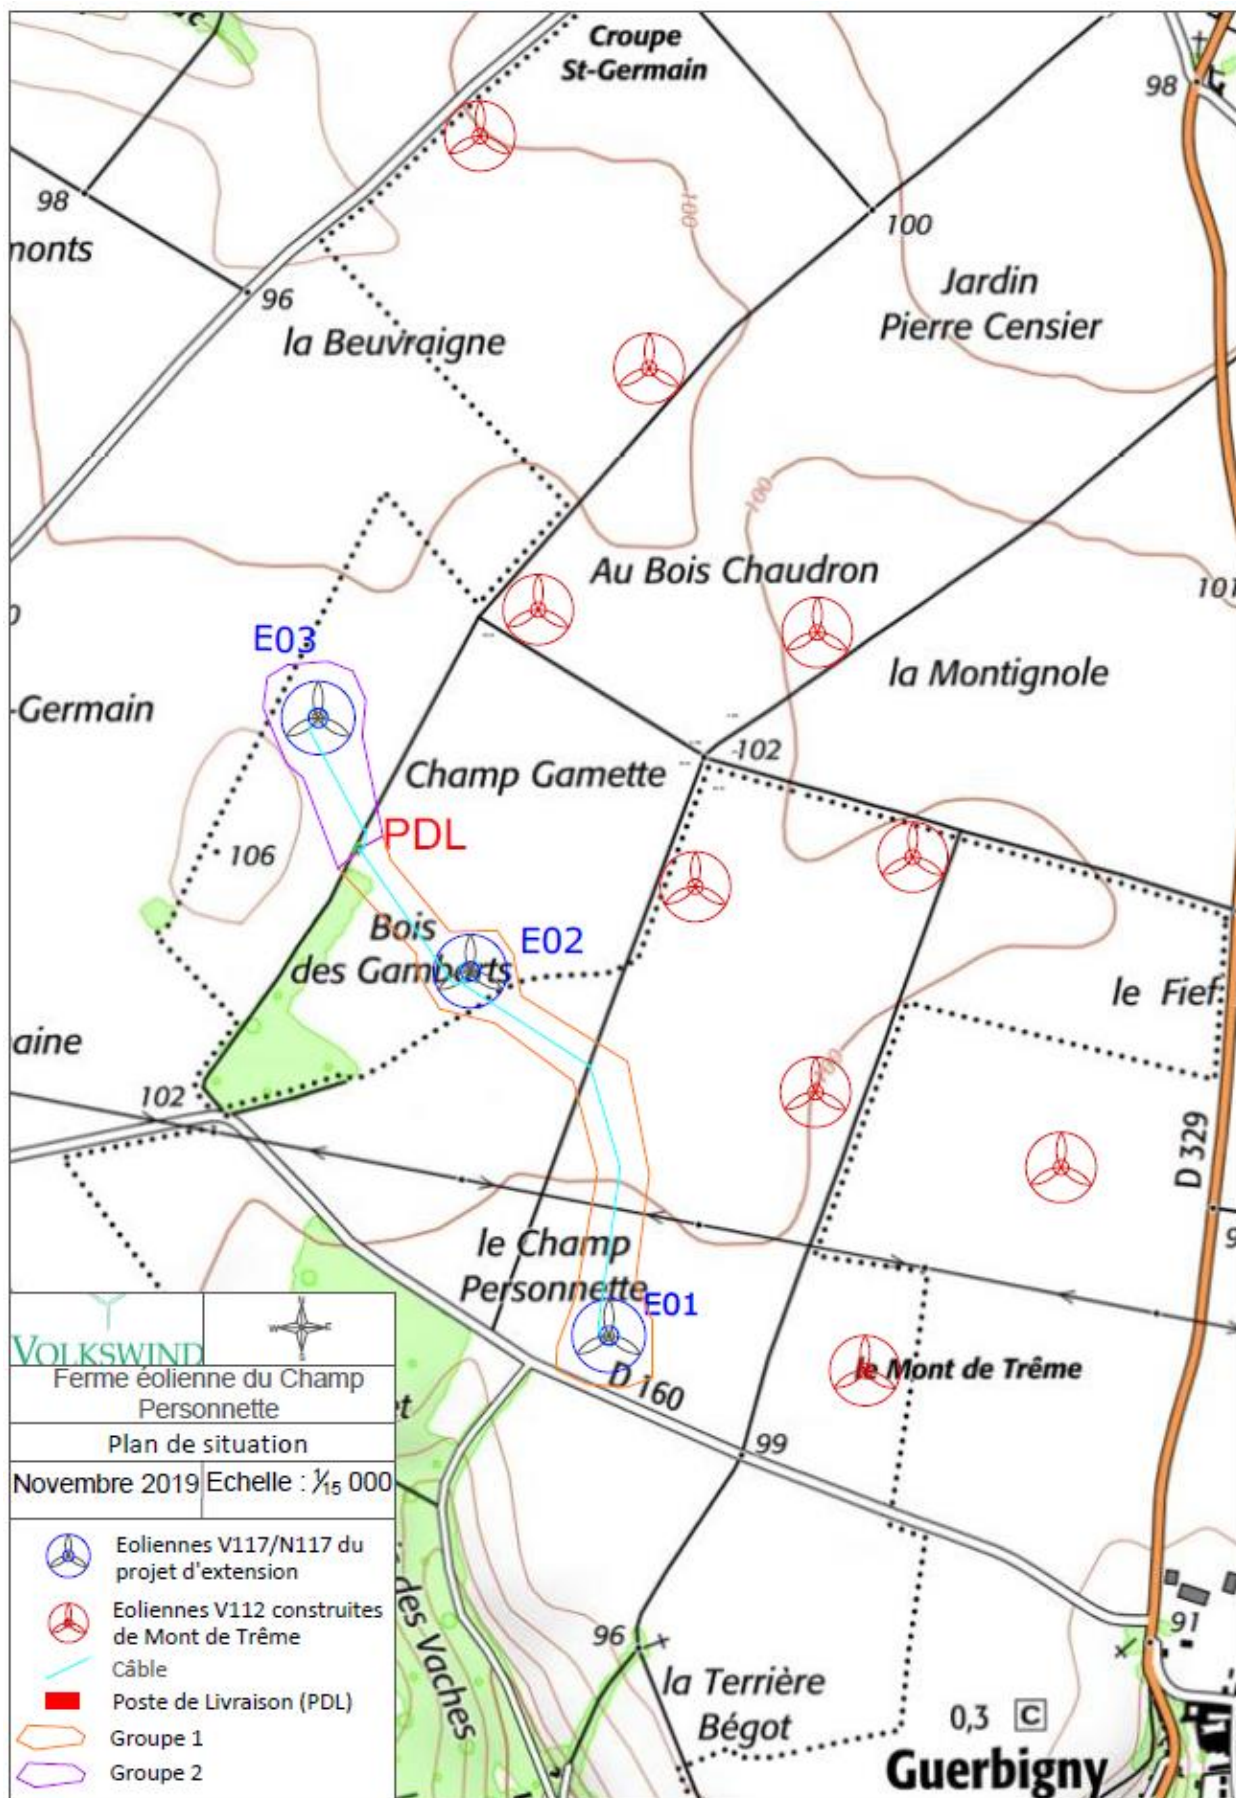 Croupe
St-Germain
98
100
98
100
monts
96
Jardin
Pierre Censier
la Beuvraigne
100
Au Bois Chaudron
101
E03
la Montignole
-Germain
102
Champ Gamette
PDL
106
Bois
des Gambarts
E02
le Fief
aine
102
100
D 329
le Champ
Personnette
9
E01
VOLKSWIND
N
W E
S
Ferme éolienne du Champ
Personnette
Plan de situation
Novembre 2019 Echelle : 1/15 000
D 160
le Mont de Trême
et
99
Eoliennes V117/N117 du
projet d'extension
Eoliennes V112 construites
de Mont de Trême
Câble
Poste de Livraison (PDL)
Groupe 1
Groupe 2
des Vaches
96
91
la Terrière
Bégot
0,3 C
Guerbigny